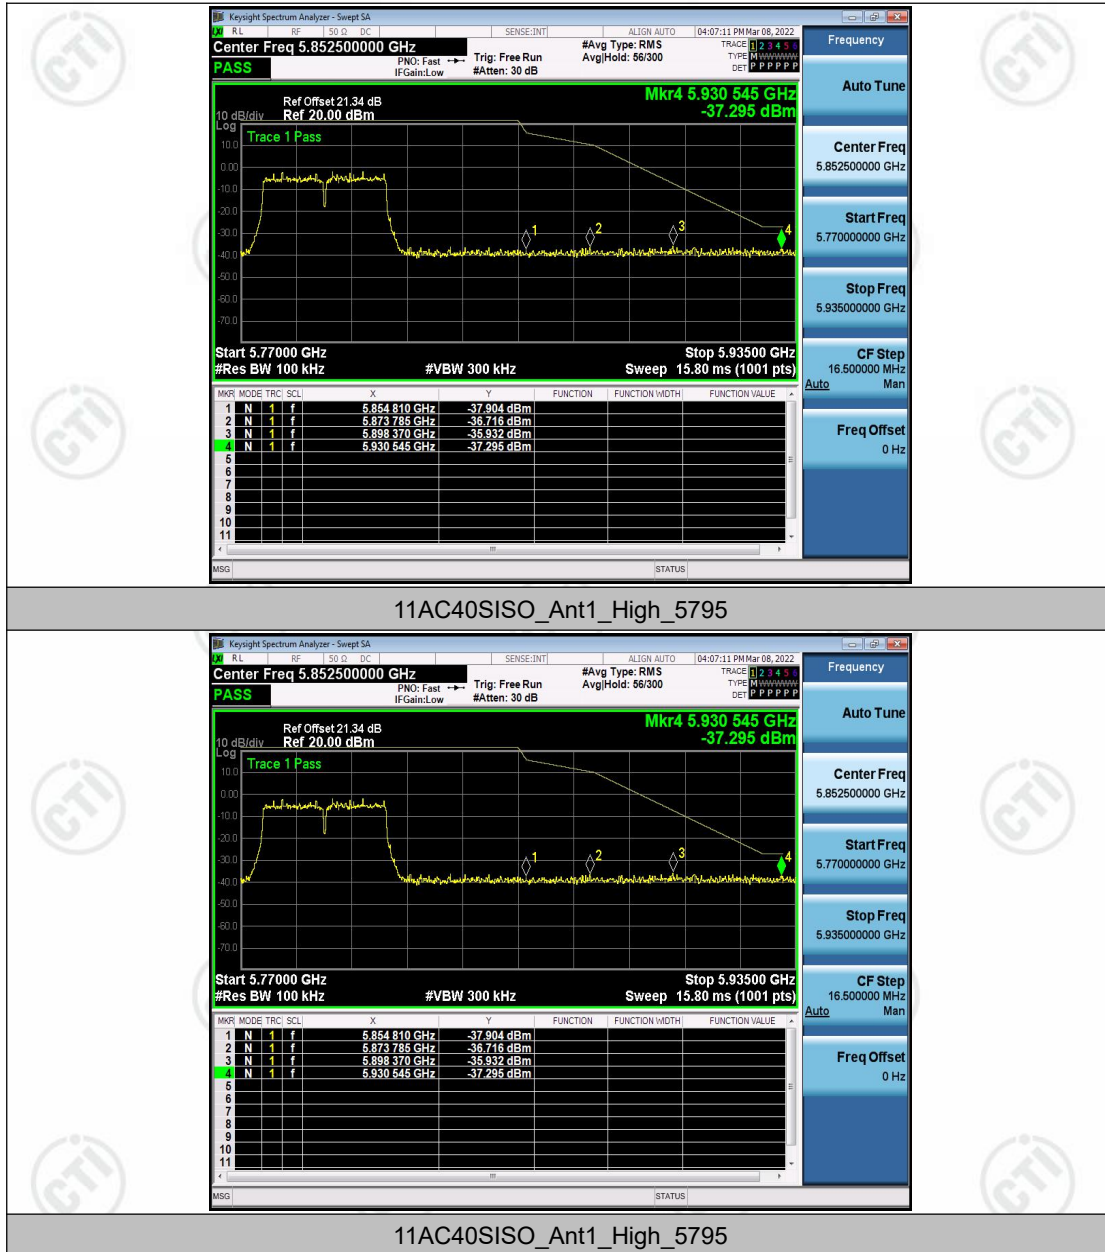 Keysight Spectrum Analyzer - Swept SA
RL RF 50 Ω DC SENSE:INT ALIGN AUTO 04:07:11 PM Mar 08, 2022
Center Freq 5.852500000 GHz
PASS
PNO: Fast
IFGain:Low
Trig: Free Run
#Atten: 30 dB
#Avg Type: RMS
Avg|Hold: 56/300
TRACE 1 2 3 4 5 6
TYPE M WWWWW
DET P P P P P P
Mkr4 5.930 545 GHz
-37.295 dBm
Ref Offset 21.34 dB
10 dB/div Ref 20.00 dBm
Log
Trace 1 Pass
10.0
0.00
-10.0
-20.0
-30.0
-40.0
-50.0
-60.0
-70.0
1
2
3
4
Start 5.77000 GHz Stop 5.93500 GHz
#Res BW 100 kHz #VBW 300 kHz Sweep 15.80 ms (1001 pts)
MKR MODE TRC SCL X Y FUNCTION FUNCTION WIDTH FUNCTION VALUE
1 N 1 f 5.854 810 GHz -37.904 dBm
2 N 1 f 5.873 785 GHz -36.716 dBm
3 N 1 f 5.898 370 GHz -35.932 dBm
4 N 1 f 5.930 545 GHz -37.295 dBm
5
6
7
8
9
10
11
MSG STATUS
Frequency
Auto Tune
Center Freq
5.852500000 GHz
Start Freq
5.770000000 GHz
Stop Freq
5.935000000 GHz
CF Step
16.500000 MHz
Auto Man
Freq Offset
0 Hz
11AC40SISO_Ant1_High_5795
Keysight Spectrum Analyzer - Swept SA
RL RF 50 Ω DC SENSE:INT ALIGN AUTO 04:07:11 PM Mar 08, 2022
Center Freq 5.852500000 GHz
PASS
PNO: Fast
IFGain:Low
Trig: Free Run
#Atten: 30 dB
#Avg Type: RMS
Avg|Hold: 56/300
TRACE 1 2 3 4 5 6
TYPE M WWWWW
DET P P P P P P
Mkr4 5.930 545 GHz
-37.295 dBm
Ref Offset 21.34 dB
10 dB/div Ref 20.00 dBm
Log
Trace 1 Pass
10.0
0.00
-10.0
-20.0
-30.0
-40.0
-50.0
-60.0
-70.0
1
2
3
4
Start 5.77000 GHz Stop 5.93500 GHz
#Res BW 100 kHz #VBW 300 kHz Sweep 15.80 ms (1001 pts)
MKR MODE TRC SCL X Y FUNCTION FUNCTION WIDTH FUNCTION VALUE
1 N 1 f 5.854 810 GHz -37.904 dBm
2 N 1 f 5.873 785 GHz -36.716 dBm
3 N 1 f 5.898 370 GHz -35.932 dBm
4 N 1 f 5.930 545 GHz -37.295 dBm
5
6
7
8
9
10
11
MSG STATUS
Frequency
Auto Tune
Center Freq
5.852500000 GHz
Start Freq
5.770000000 GHz
Stop Freq
5.935000000 GHz
CF Step
16.500000 MHz
Auto Man
Freq Offset
0 Hz
11AC40SISO_Ant1_High_5795
CTI
CTI
CTI
CTI
CTI
CTI
CTI
CTI